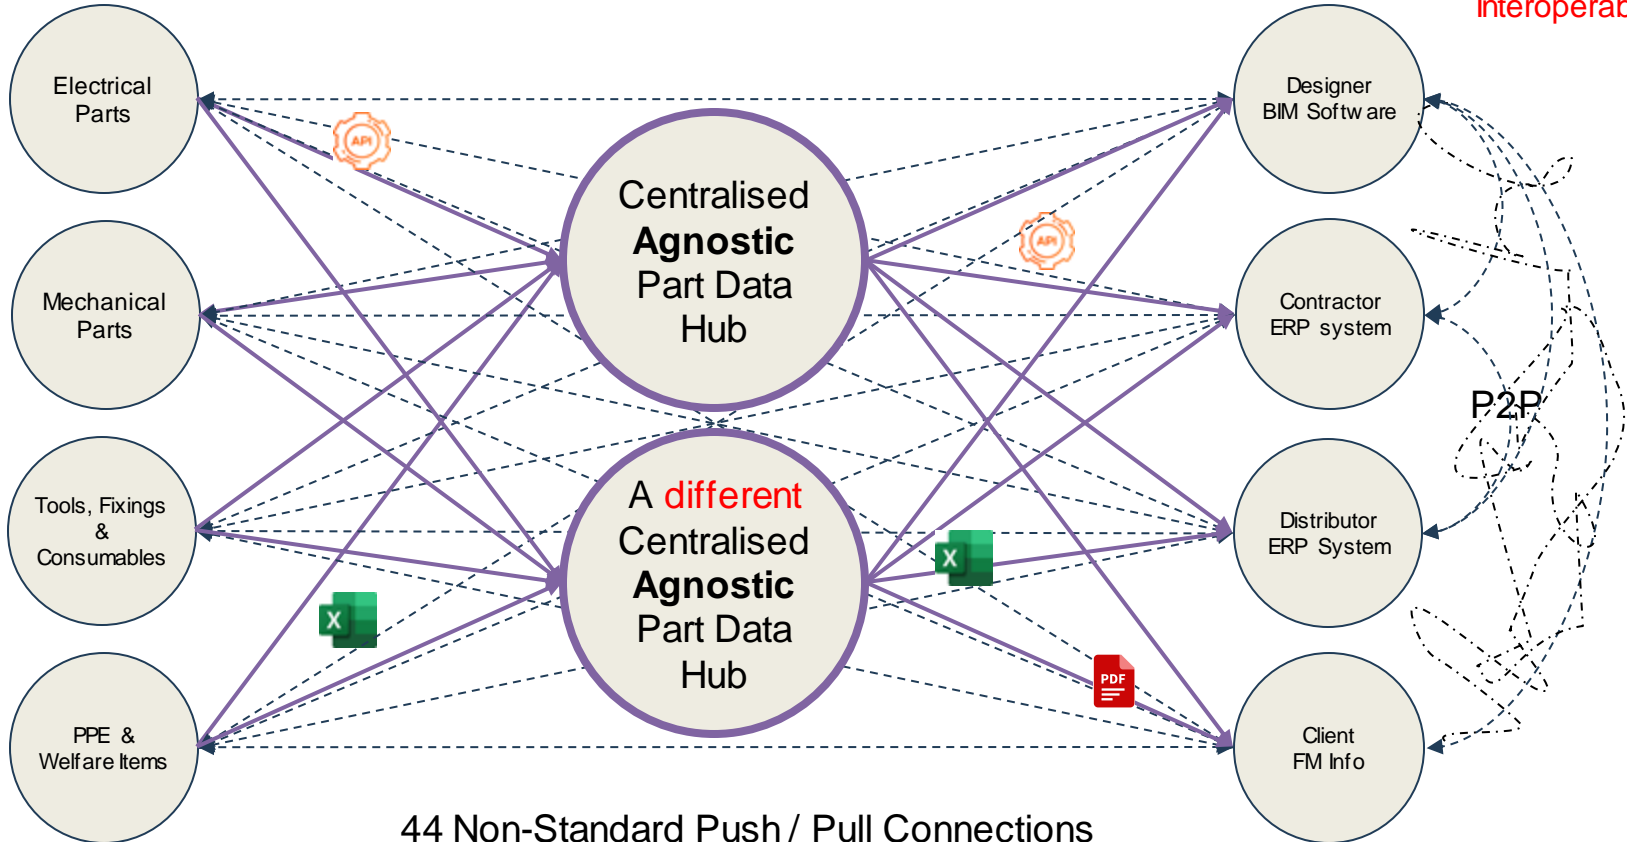 Interoperab
Electrical
Parts
Designer
BIM Software
API
Centralised
Agnostic
Part Data
Hub
API
Mechanical
Parts
Contractor
ERP system
P2P
Tools, Fixings
&
Consumables
A different
Centralised
Agnostic
Part Data
Hub
X
Distributor
ERP System
X
PDF
PPE &
Welfare Items
Client
FM Info
44 Non-Standard Push / Pull Connections